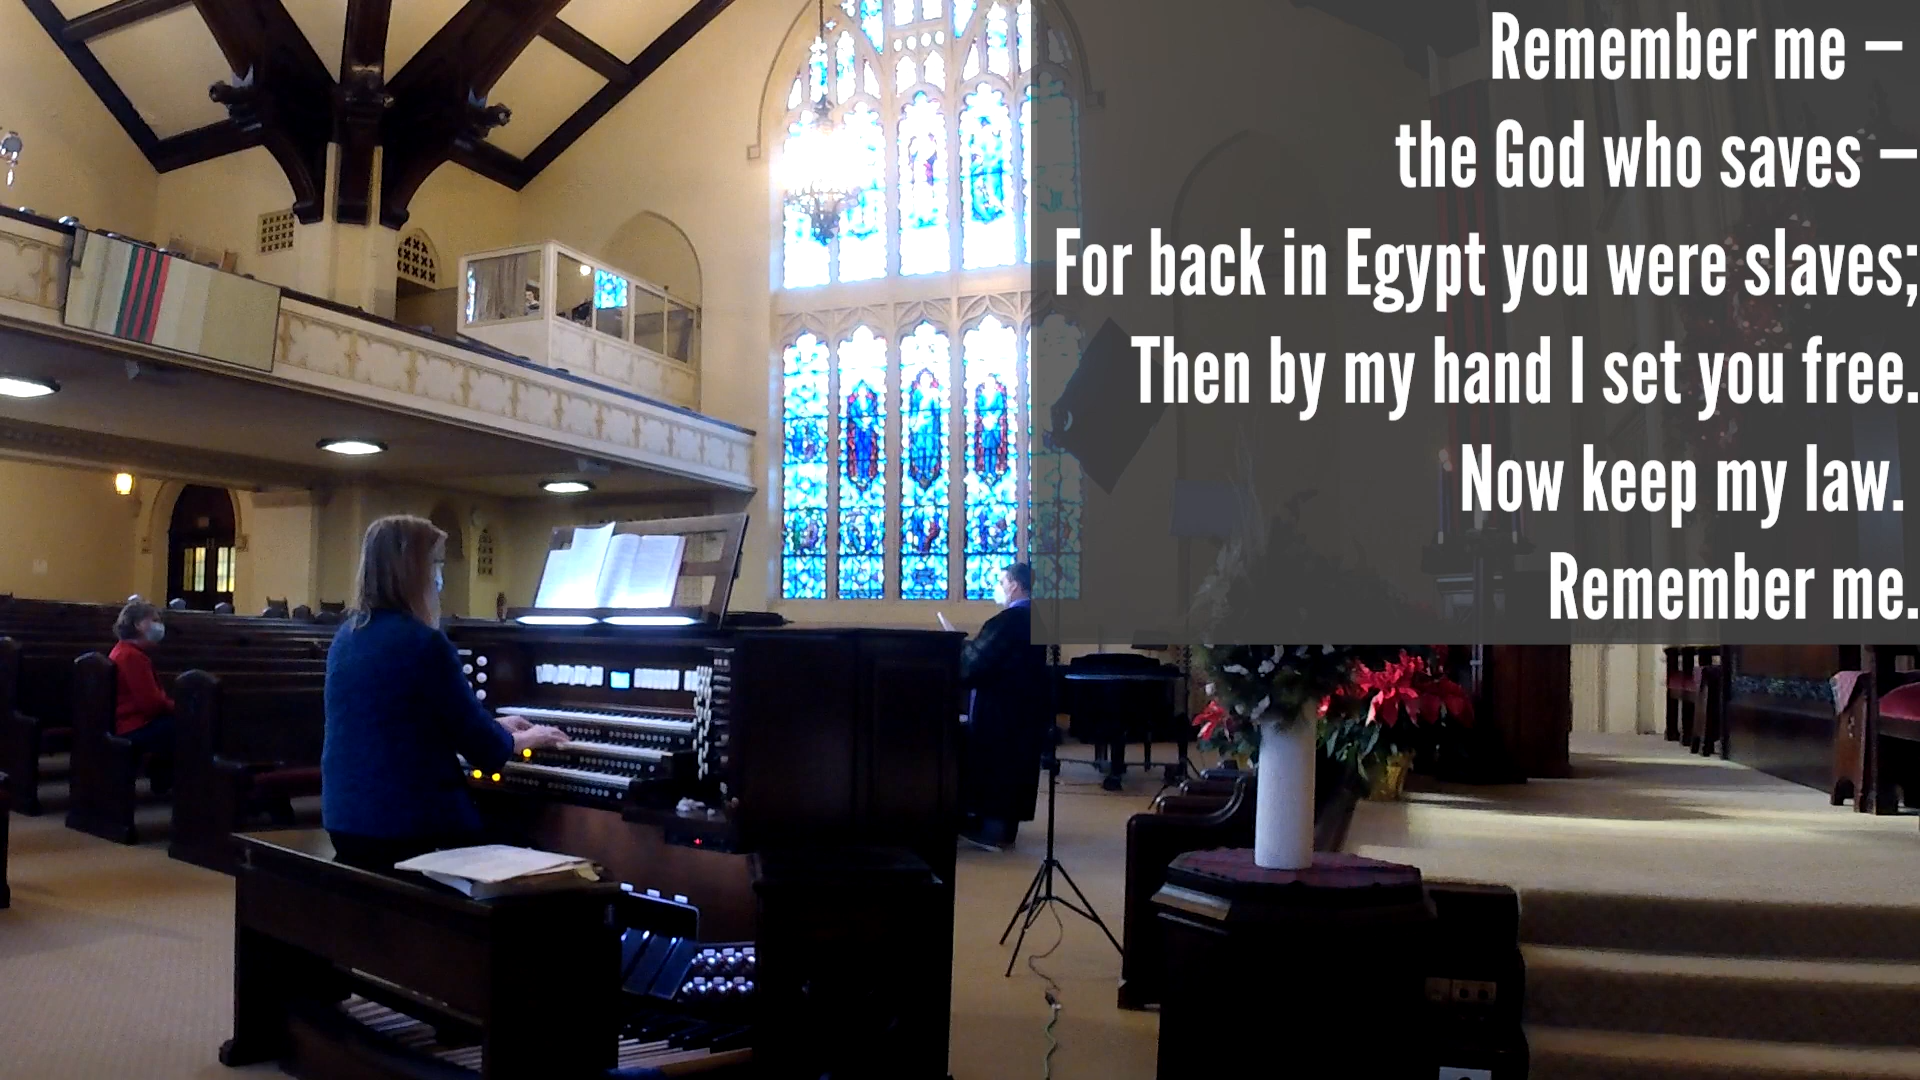 Remember me –
the God who saves –
For back in Egypt you were slaves;
Then by my hand I set you free.
Now keep my law.
Remember me.